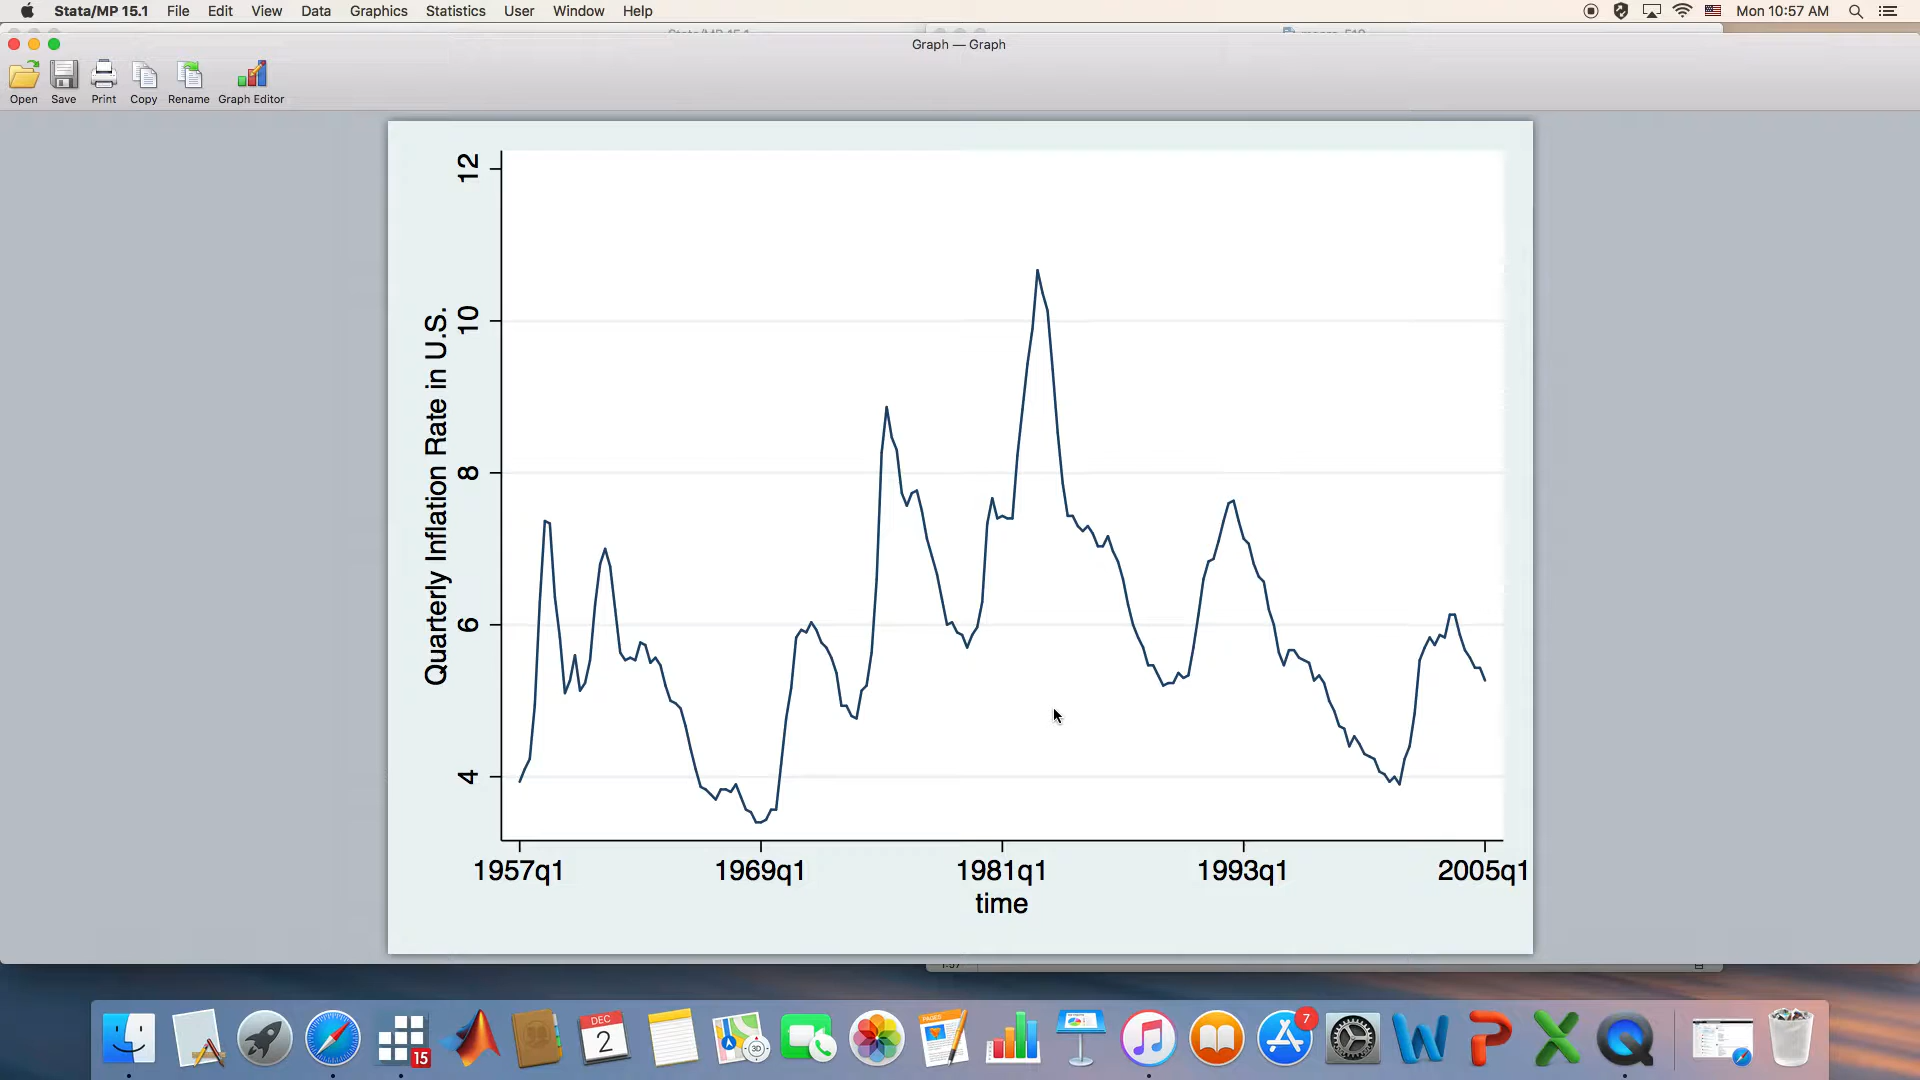 Stata/MP 15.1 File Edit View Data Graphics Statistics User Window Help Mon 10:57 AM
Graph — Graph
Open Save Print Copy Rename Graph Editor
12
10
8
6
4
Quarterly Inflation Rate in U.S.
1957q1 1969q1 1981q1 1993q1 2005q1
time
DEC
2
15
3D
PAGES
7